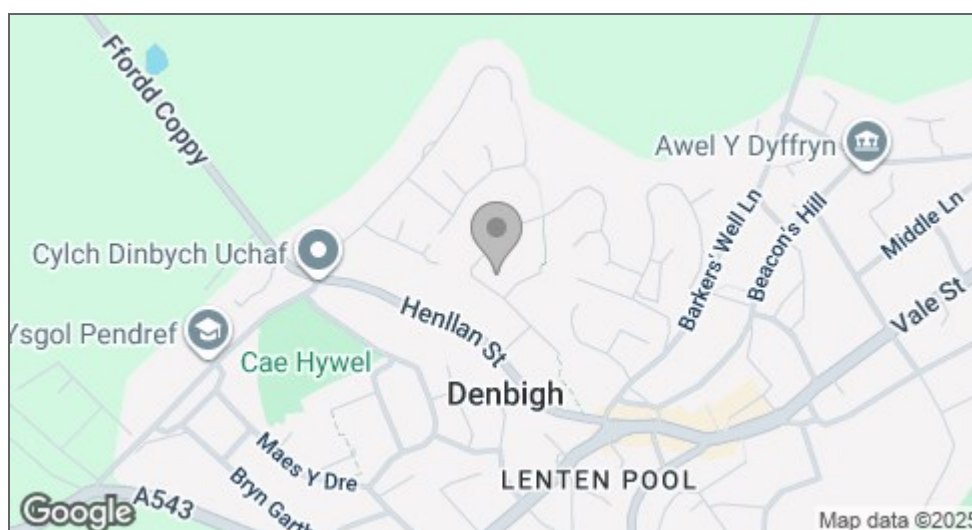 Ffordd Coppy
Awel Y Dyffryn
Middle Ln
Barkers' Well Ln
Beacon's Hill
Cylch Dinbych Uchaf
Vale St
Henllan St
Ysgol Pendref
Cae Hywel
Denbigh
Maes Y Dre
LENTEN POOL
Bryn Garth
A543
Google
Map data ©2025